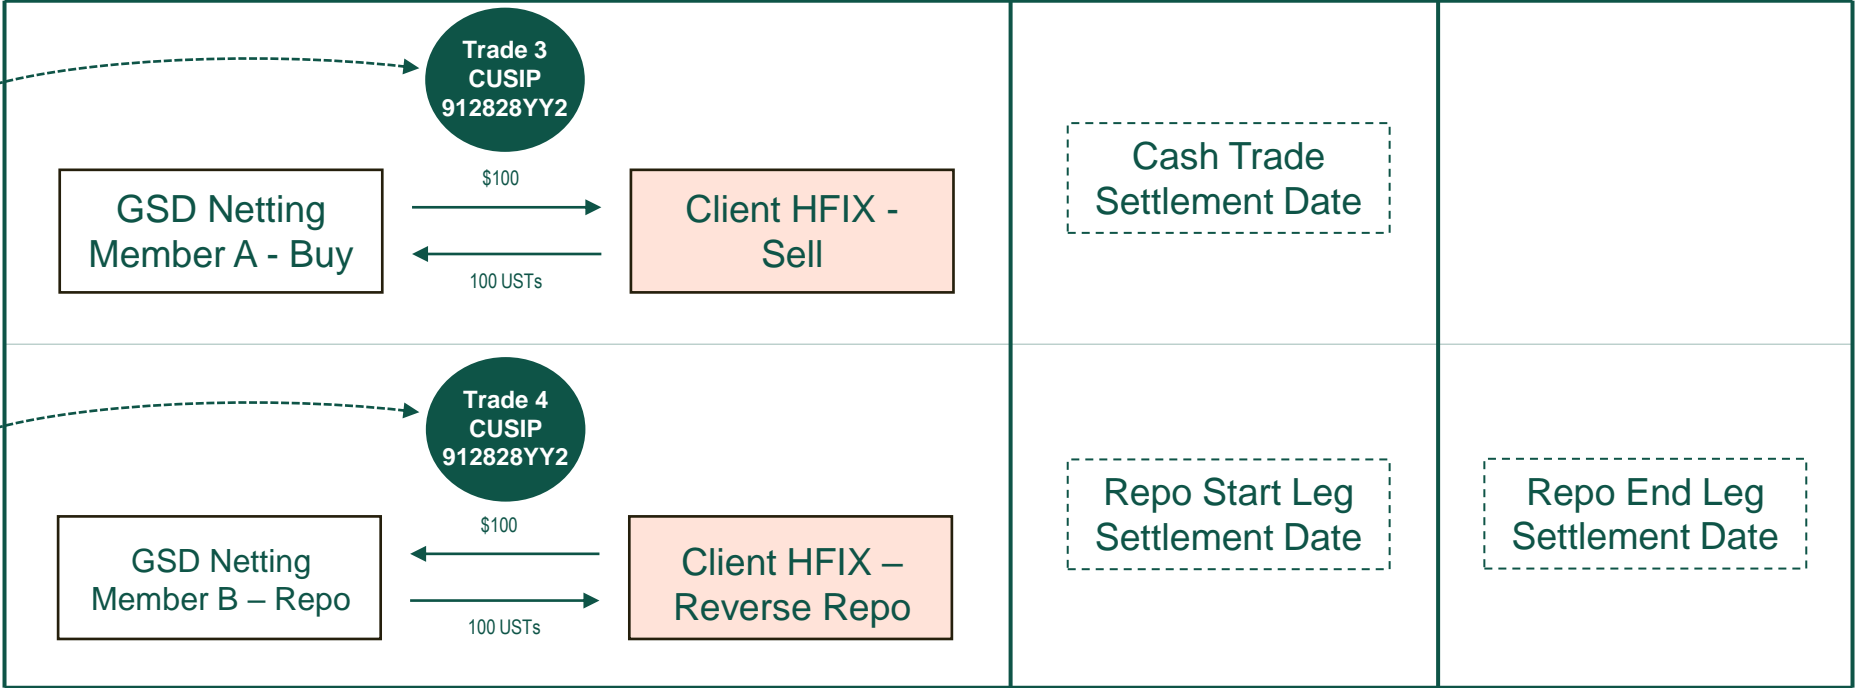 Trade 3
CUSIP
912828YY2
$100
GSD Netting
Member A - Buy
Client HFIX -
Sell
100 USTs
Cash Trade
Settlement Date
Trade 4
CUSIP
912828YY2
$100
GSD Netting
Member B – Repo
Client HFIX –
Reverse Repo
100 USTs
Repo Start Leg
Settlement Date
Repo End Leg
Settlement Date